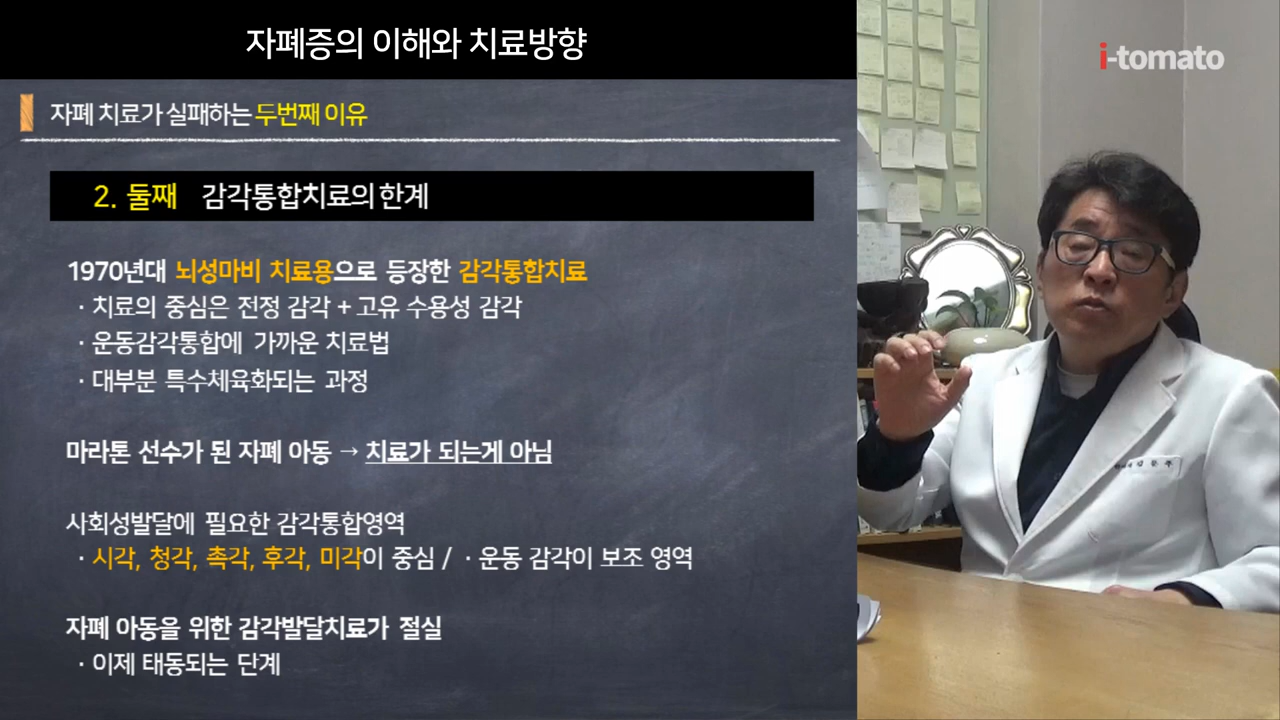 자폐증의 이해와 치료방향
i-tomato
자폐 치료가 실패하는 두번째 이유
2. 둘째 감각통합치료의 한계
1970년대 뇌성마비 치료용으로 등장한 감각통합치료
· 치료의 중심은 전정 감각 + 고유 수용성 감각
· 운동감각통합에 가까운 치료법
· 대부분 특수체육화되는 과정
마라톤 선수가 된 자폐 아동 → 치료가 되는게 아님
사회성발달에 필요한 감각통합영역
· 시각, 청각, 촉각, 후각, 미각이 중심 / · 운동 감각이 보조 영역
자폐 아동을 위한 감각발달치료가 절실
· 이제 태동되는 단계